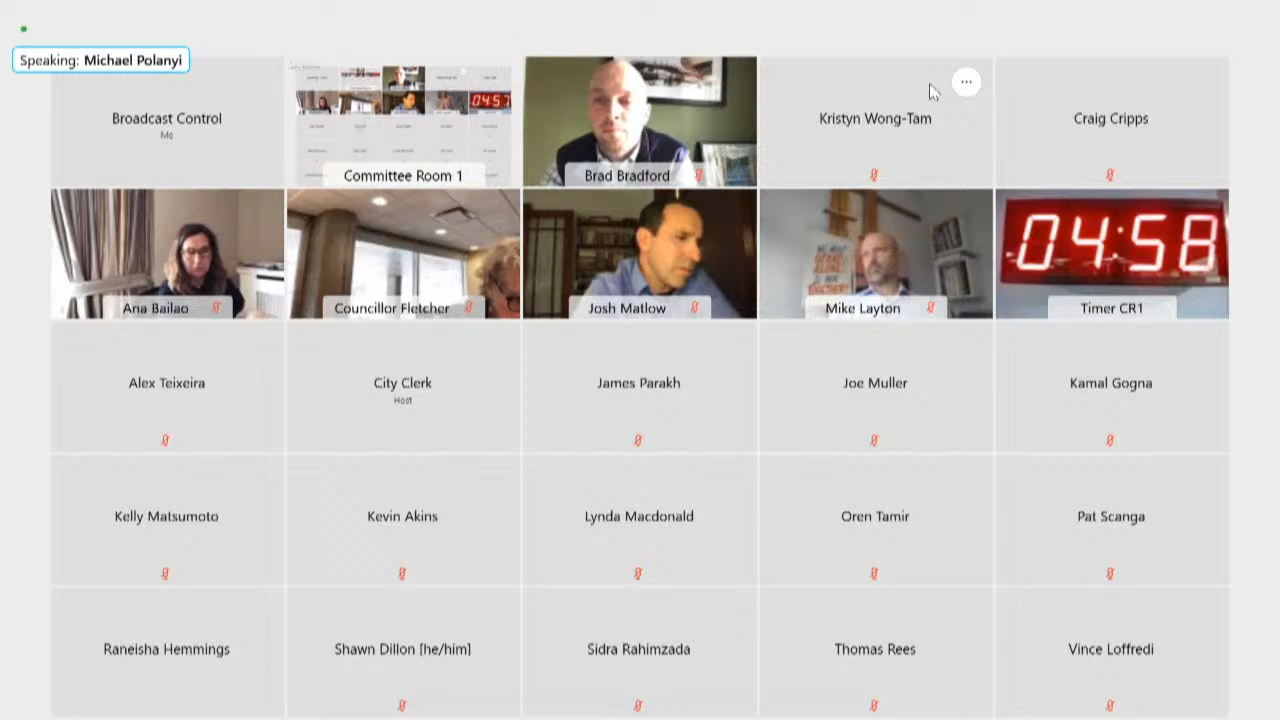 Speaking: Michael Polanyi
Broadcast Control
Me
Committee Room 1
Brad Bradford
Kristyn Wong-Tam
Craig Cripps
04:57
Ana Bailao
Councillor Fletcher
Josh Matlow
Mike Layton
04:58
Timer CR1
Alex Teixeira
City Clerk
Host
James Parakh
Joe Muller
Kamal Gogna
Kelly Matsumoto
Kevin Akins
Lynda Macdonald
Oren Tamir
Pat Scanga
Raneisha Hemmings
Shawn Dillon [he/him]
Sidra Rahimzada
Thomas Rees
Vince Loffredi